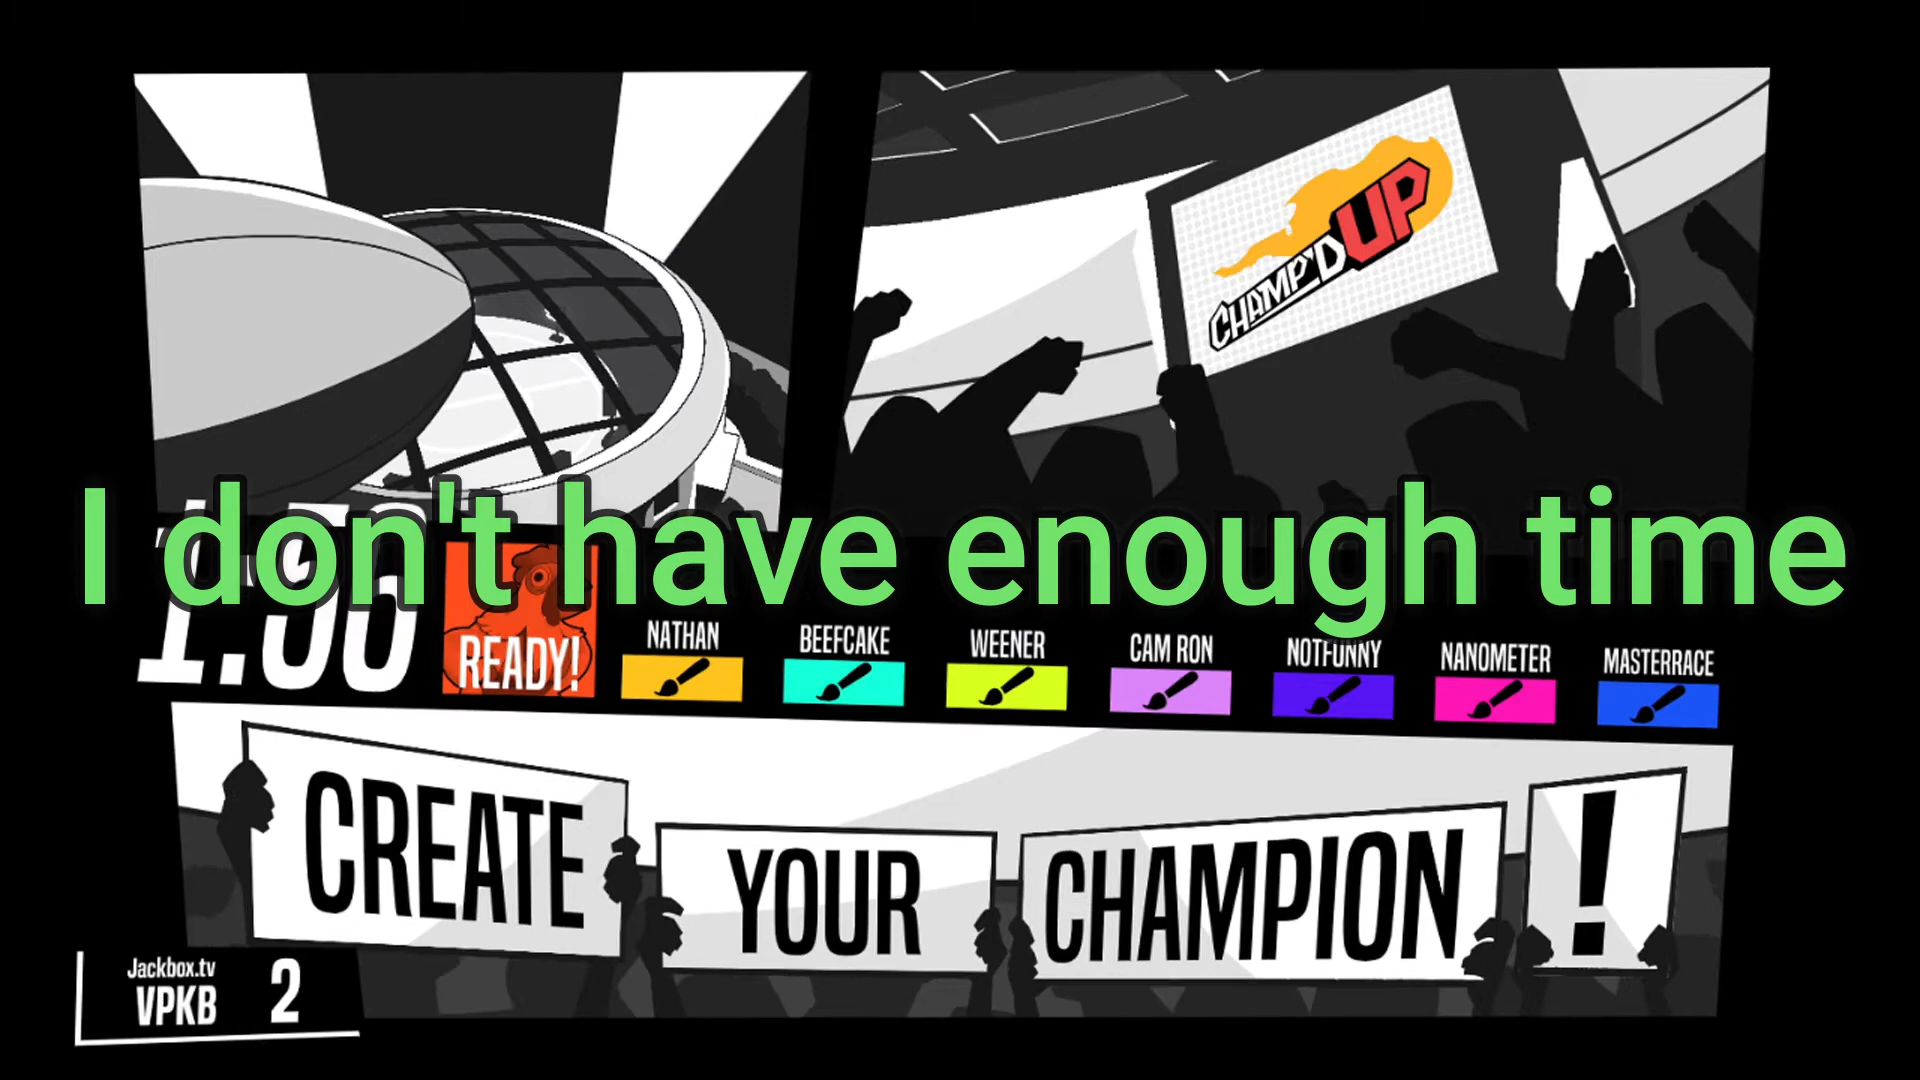 CHAMP'D UP
I don't have enough time
READY!
NATHAN
BEEFCAKE
WEENER
CAM RON
NOTFUNNY
NANOMETER
MASTERRACE
CREATE YOUR CHAMPION !
Jackbox.tv
VPKB
2